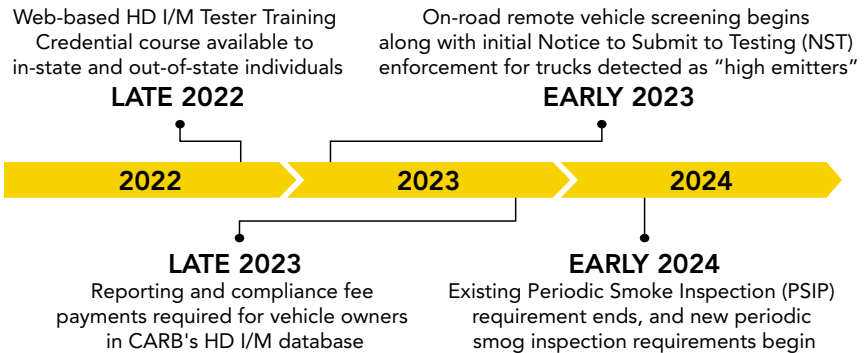 Web-based HD I/M Tester Training
Credential course available to
in-state and out-of-state individuals
LATE 2022
On-road remote vehicle screening begins
along with initial Notice to Submit to Testing (NST)
enforcement for trucks detected as “high emitters”
EARLY 2023
2022
2023
2024
LATE 2023
Reporting and compliance fee
payments required for vehicle owners
in CARB's HD I/M database
EARLY 2024
Existing Periodic Smoke Inspection (PSIP)
requirement ends, and new periodic
smog inspection requirements begin